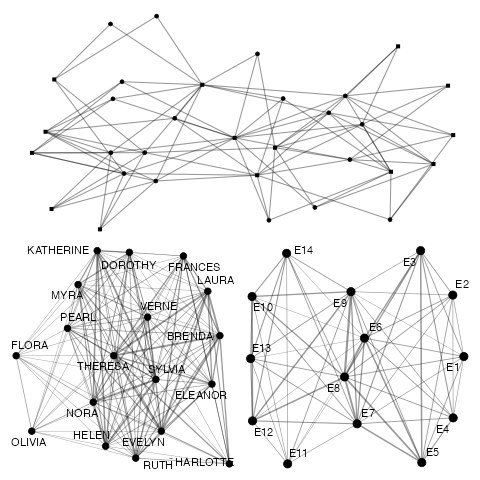 KATHERINE
DOROTHY
FRANCES
LAURA
MYRA
VERNE
PEARL
BRENDA
FLORA
THERESA
SYLVIA
ELEANOR
NORA
OLIVIA
HELEN
EVELYN
RUTH
HARLOTTE
E14
E3
E2
E10
E9
E6
E13
E1
E8
E7
E12
E4
E11
E5